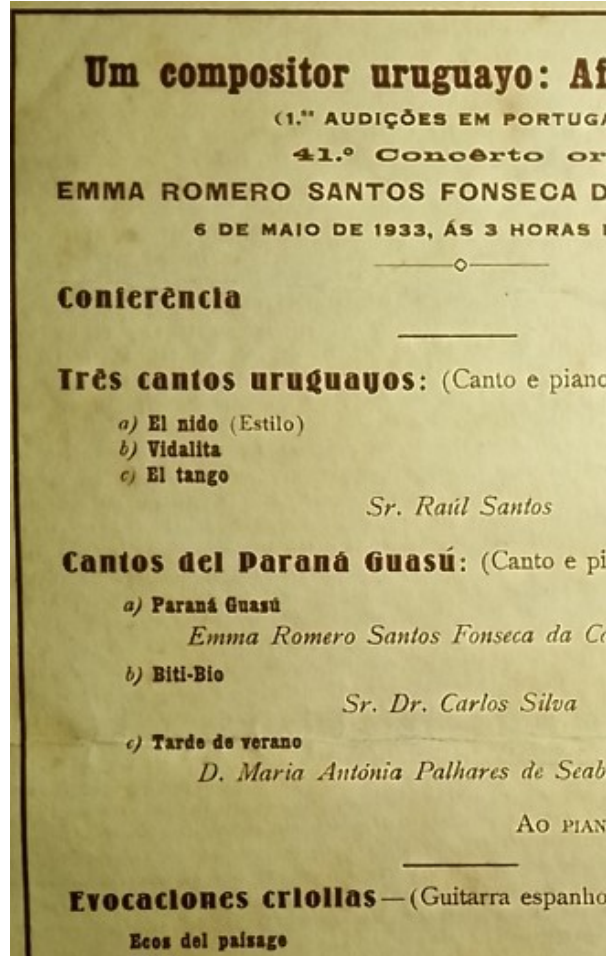 Um compositor uruguayo: Af
(1.ᵃˢ AUDIÇÕES EM PORTUGA
41.º Concêrto or
EMMA ROMERO SANTOS FONSECA D
6 DE MAIO DE 1933, ÁS 3 HORAS
Conferência
Três cantos uruguayos: (Canto e piano
a) El nido (Estilo)
b) Vidalita
c) El tango
Sr. Raúl Santos
Cantos del Paraná Guasú: (Canto e pi
a) Paraná Guasú
Emma Romero Santos Fonseca da Co
b) Biti-Bio
Sr. Dr. Carlos Silva
c) Tarde de verano
D. Maria Antónia Palhares de Seab
AO PIAN
Evocaciones criollas — (Guitarra espanho
Ecos del paisage